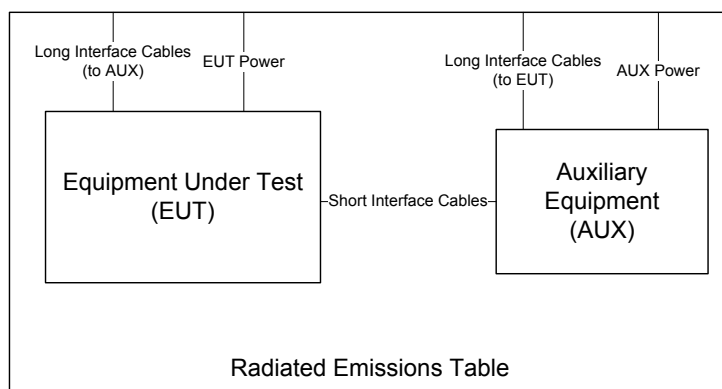 Long Interface Cables
(to AUX)
EUT Power
Long Interface Cables
(to EUT)
AUX Power
Equipment Under Test
(EUT)
Short Interface Cables
Auxiliary
Equipment
(AUX)
Radiated Emissions Table